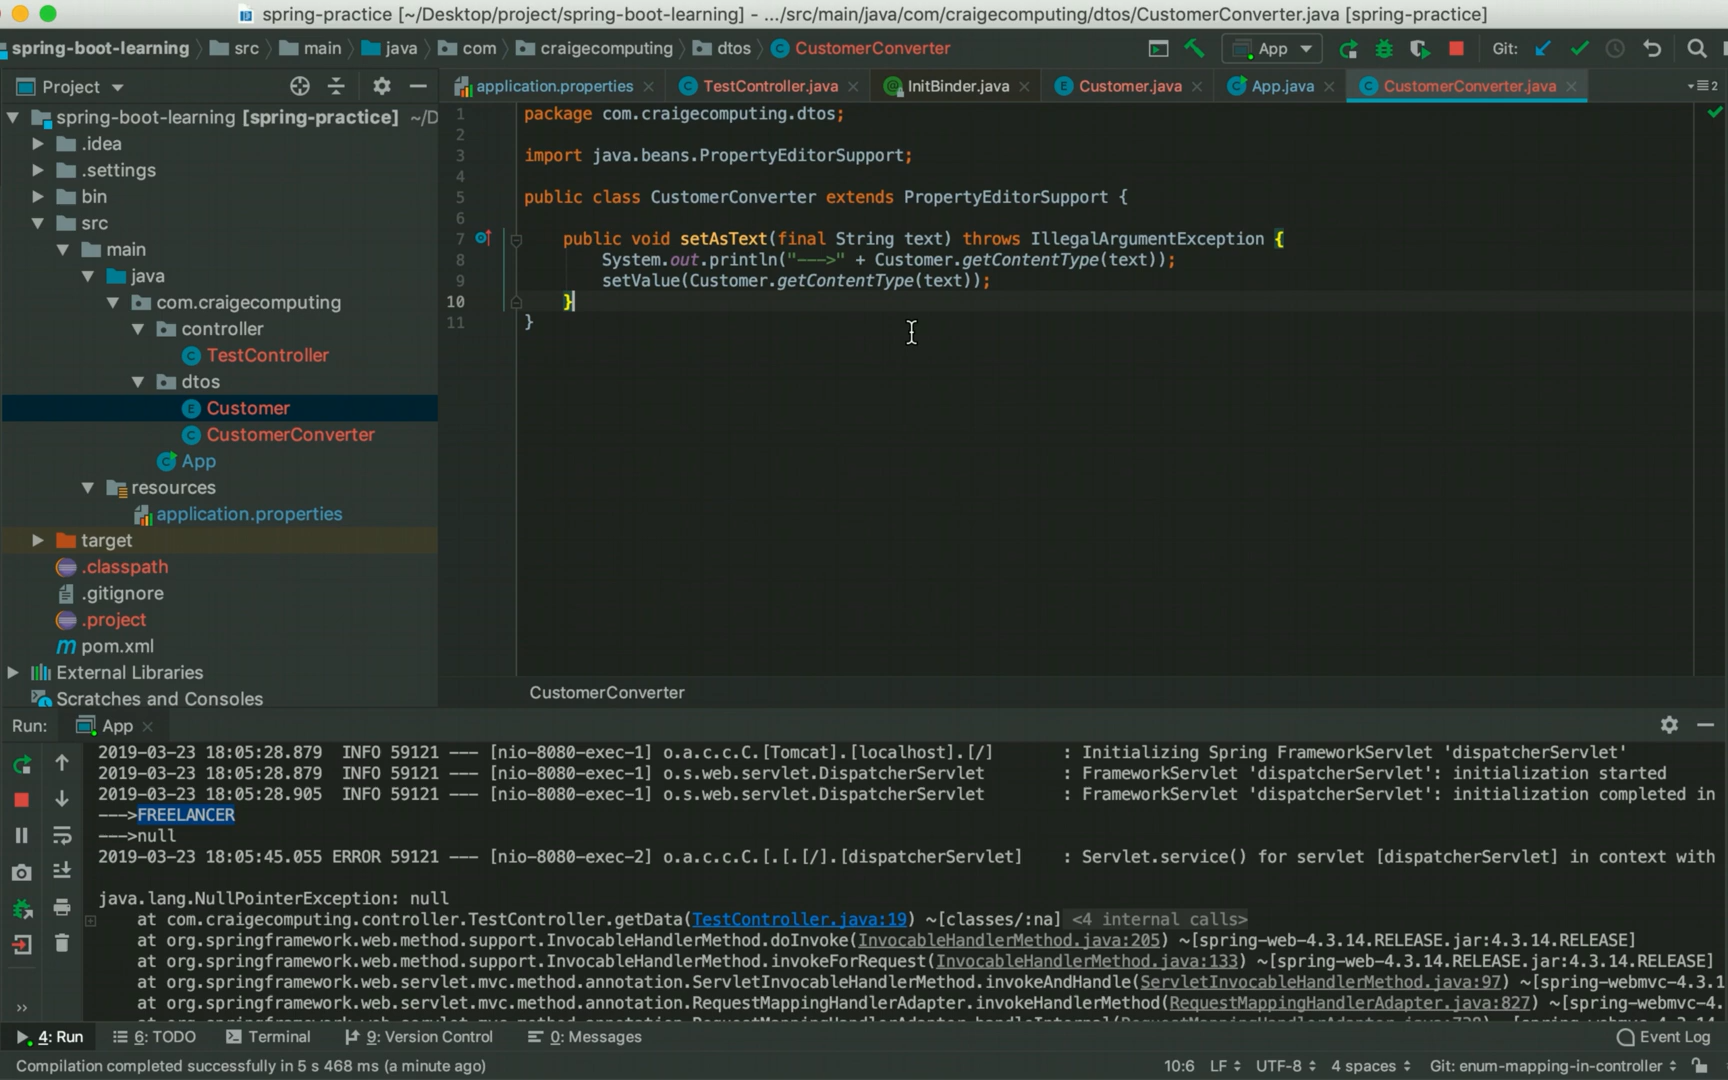 spring-practice [~/Desktop/project/spring-boot-learning] - .../src/main/java/com/craigecomputing/dtos/CustomerConverter.java [spring-practice]
spring-boot-learning src main java com craigecomputing dtos CustomerConverter App Git:
Project
application.properties TestController.java InitBinder.java Customer.java App.java CustomerConverter.java 2
spring-boot-learning [spring-practice] ~/D
.idea
.settings
bin
src
main
java
com.craigecomputing
controller
TestController
dtos
Customer
CustomerConverter
App
resources
application.properties
target
.classpath
.gitignore
.project
pom.xml
External Libraries
Scratches and Consoles
1 package com.craigecomputing.dtos;
2
3 import java.beans.PropertyEditorSupport;
4
5 public class CustomerConverter extends PropertyEditorSupport {
6
7 public void setAsText(final String text) throws IllegalArgumentException {
8 System.out.println("--->" + Customer.getContentType(text));
9 setValue(Customer.getContentType(text));
10 }
11 }
CustomerConverter
Run: App
2019-03-23 18:05:28.879 INFO 59121 --- [nio-8080-exec-1] o.a.c.c.C.[Tomcat].[localhost].[/] : Initializing Spring FrameworkServlet 'dispatcherServlet'
2019-03-23 18:05:28.879 INFO 59121 --- [nio-8080-exec-1] o.s.web.servlet.DispatcherServlet : FrameworkServlet 'dispatcherServlet': initialization started
2019-03-23 18:05:28.905 INFO 59121 --- [nio-8080-exec-1] o.s.web.servlet.DispatcherServlet : FrameworkServlet 'dispatcherServlet': initialization completed in
--->FREELANCER
--->null
2019-03-23 18:05:45.055 ERROR 59121 --- [nio-8080-exec-2] o.a.c.c.C.[.[.[/].[dispatcherServlet] : Servlet.service() for servlet [dispatcherServlet] in context with
java.lang.NullPointerException: null
at com.craigecomputing.controller.TestController.getData(TestController.java:19) ~[classes/:na] <4 internal calls>
at org.springframework.web.method.support.InvocableHandlerMethod.doInvoke(InvocableHandlerMethod.java:205) ~[spring-web-4.3.14.RELEASE.jar:4.3.14.RELEASE]
at org.springframework.web.method.support.InvocableHandlerMethod.invokeForRequest(InvocableHandlerMethod.java:133) ~[spring-web-4.3.14.RELEASE.jar:4.3.14.RELEASE]
at org.springframework.web.servlet.mvc.method.annotation.ServletInvocableHandlerMethod.invokeAndHandle(ServletInvocableHandlerMethod.java:97) ~[spring-webmvc-4.3.1
at org.springframework.web.servlet.mvc.method.annotation.RequestMappingHandlerAdapter.invokeHandlerMethod(RequestMappingHandlerAdapter.java:827) ~[spring-webmvc-4.
4: Run 6: TODO Terminal 9: Version Control 0: Messages Event Log
Compilation completed successfully in 5 s 468 ms (a minute ago) 10:6 LF UTF-8 4 spaces Git: enum-mapping-in-controller